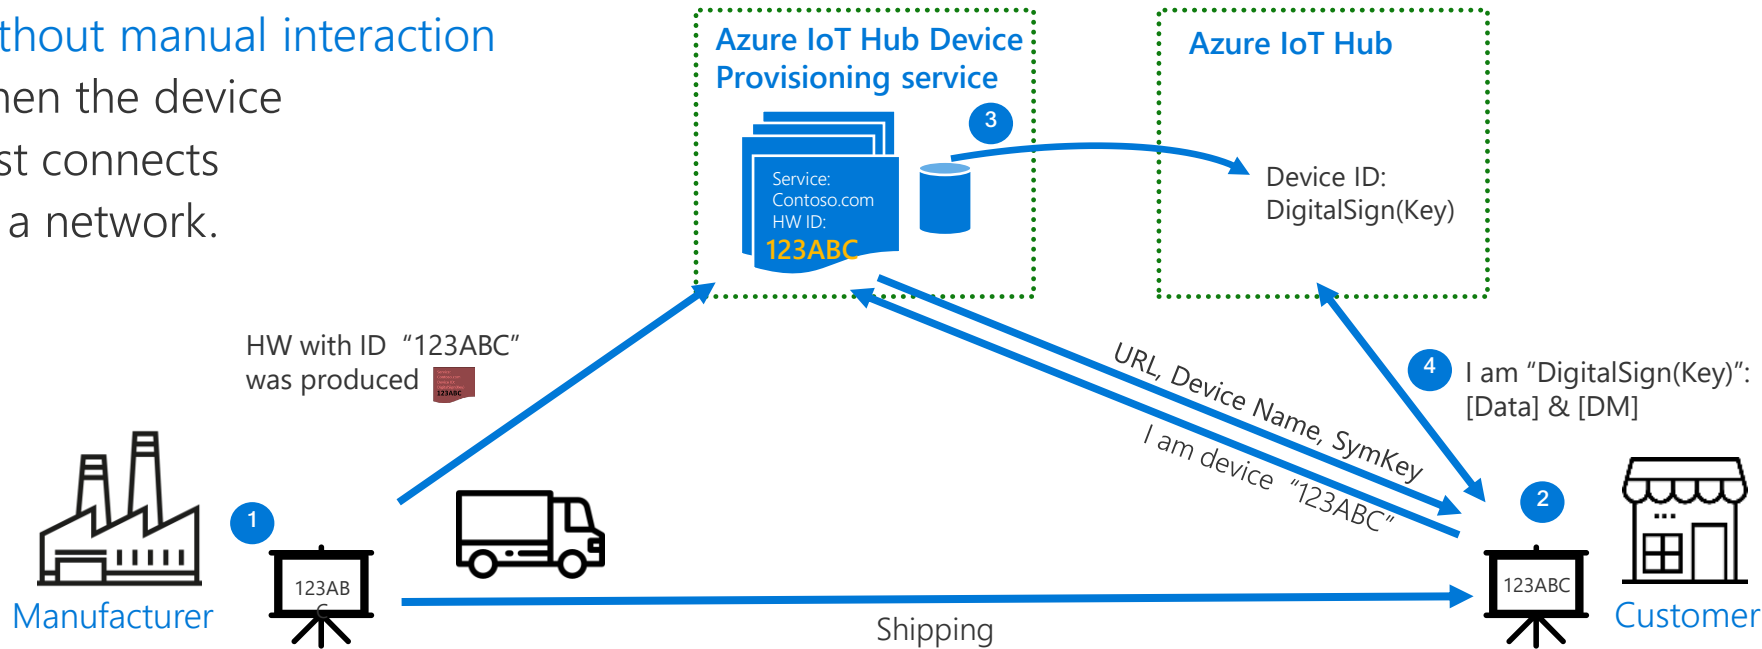 thout manual interaction
hen the device
st connects
a network.
Azure IoT Hub Device
Provisioning service
Azure IoT Hub
3
Service:
Contoso.com
HW ID:
123ABC
Device ID:
DigitalSign(Key)
HW with ID “123ABC”
was produced
123ABC
URL, Device Name, SymKey
I am device “123ABC”
4
I am “DigitalSign(Key)”:
[Data] & [DM]
1
2
123AB
C
123ABC
Manufacturer
Shipping
Customer